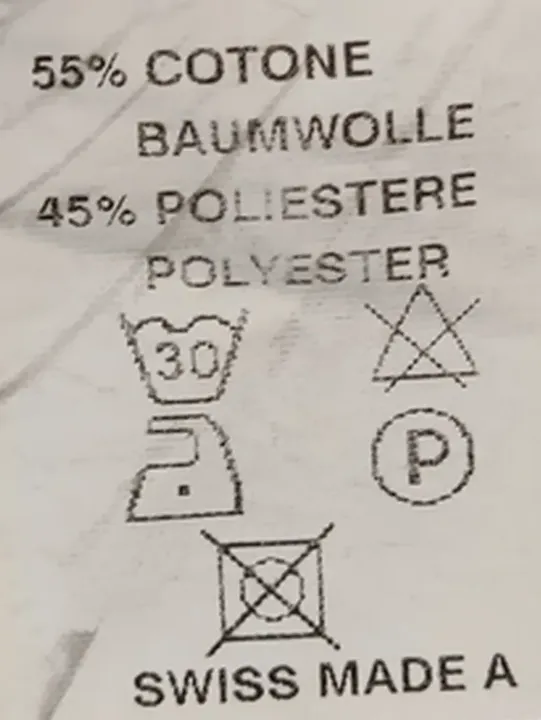 55% COTONE
BAUMWOLLE
45% POLIESTERE
POLYESTER
30
P
SWISS MADE A